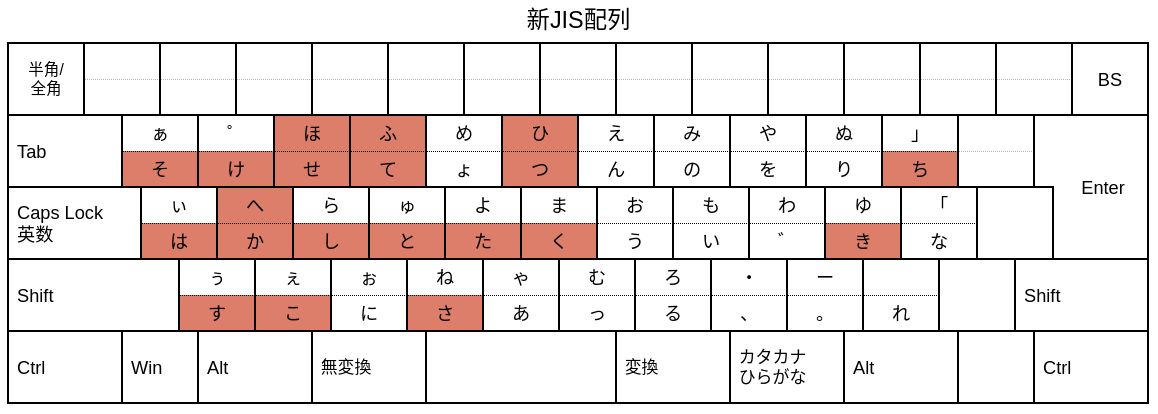 新JIS配列
半角/
全角
BS
Tab
ぁ ゜ ほ ふ め ひ え み や ぬ 」
そ け せ て ょ つ ん の を り ち
Enter
Caps Lock
英数
ぃ へ ら ゅ よ ま お も わ ゆ 「
は か し と た く う い ゛ き な
Shift
ぅ ぇ ぉ ね ゃ む ろ ・ ー
す こ に さ あ っ る 、 。 れ
Shift
Ctrl
Win
Alt
無変換
変換
カタカナ
ひらがな
Alt
Ctrl